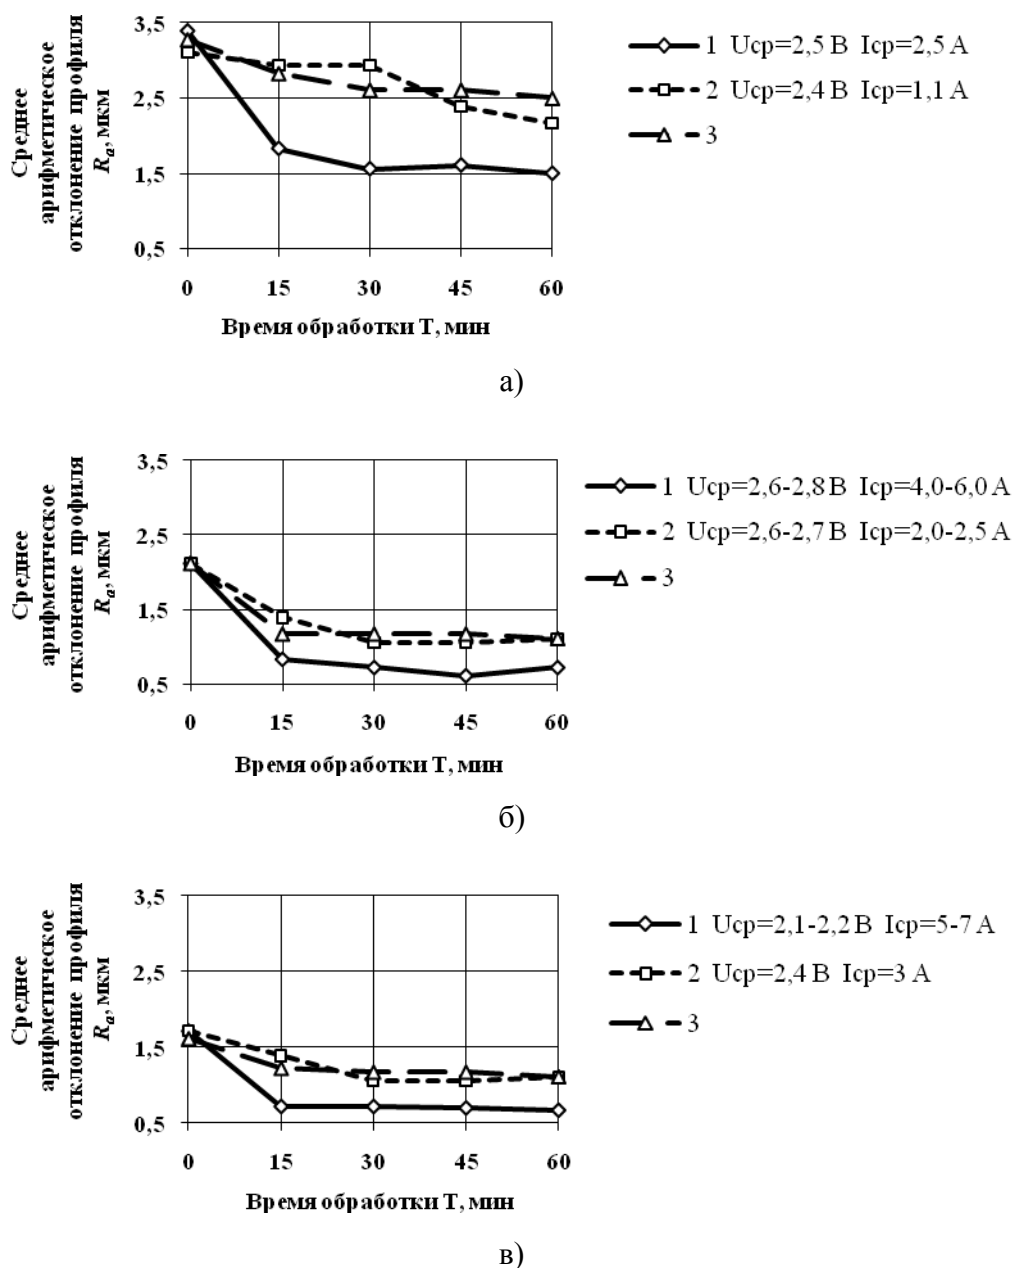 Среднее
арифметическое
отклонение профиля
Rа, мкм
3,5
2,5
1,5
0,5
0 15 30 45 60
Время обработки Т, мин
1 Uср=2,5 В Iср=2,5 А
2 Uср=2,4 В Iср=1,1 А
3
а)
Среднее
арифметическое
отклонение профиля
Rа, мкм
3,5
2,5
1,5
0,5
0 15 30 45 60
Время обработки Т, мин
1 Uср=2,6-2,8 В Iср=4,0-6,0 А
2 Uср=2,6-2,7 В Iср=2,0-2,5 А
3
б)
Среднее
арифметическое
отклонение профиля
Rа, мкм
3,5
2,5
1,5
0,5
0 15 30 45 60
Время обработки Т, мин
1 Uср=2,1-2,2 В Iср=5-7 А
2 Uср=2,4 В Iср=3 А
3
в)